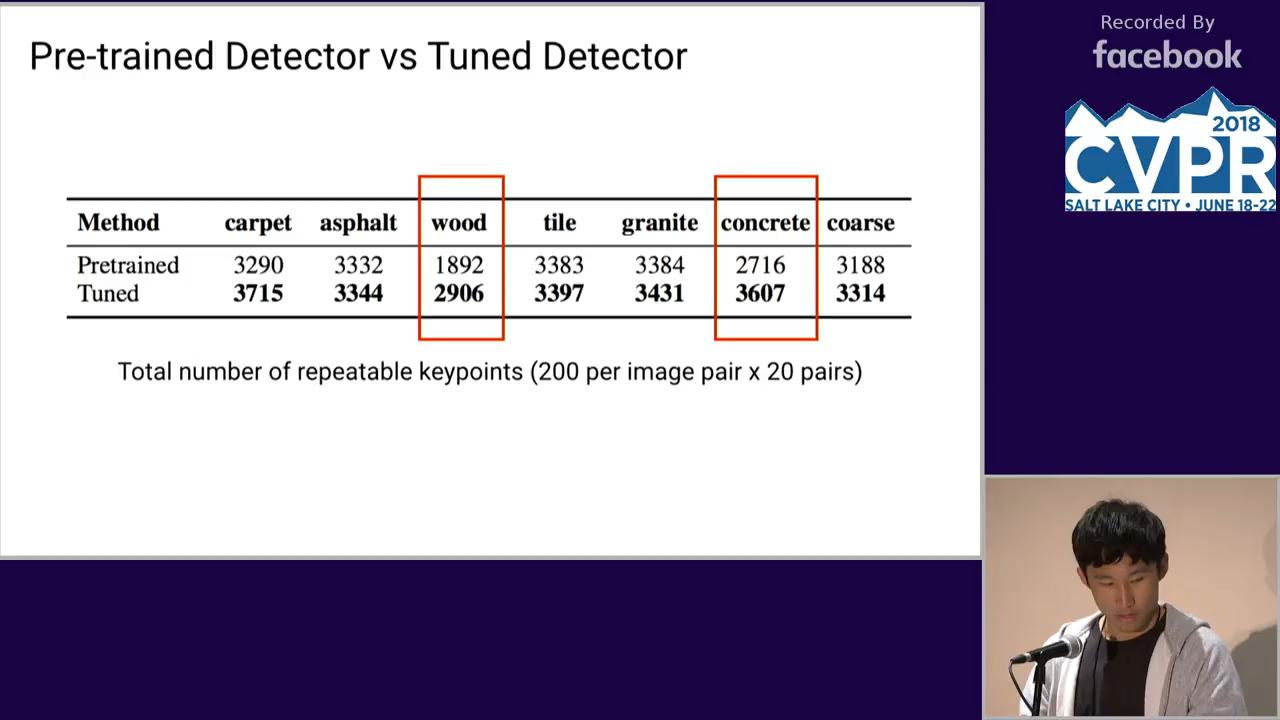 Pre-trained Detector vs Tuned Detector
Method carpet asphalt wood tile granite concrete coarse
Pretrained 3290 3332 1892 3383 3384 2716 3188
Tuned 3715 3344 2906 3397 3431 3607 3314
Total number of repeatable keypoints (200 per image pair x 20 pairs)
Recorded By
facebook
2018
CVPR
SALT LAKE CITY • JUNE 18-22